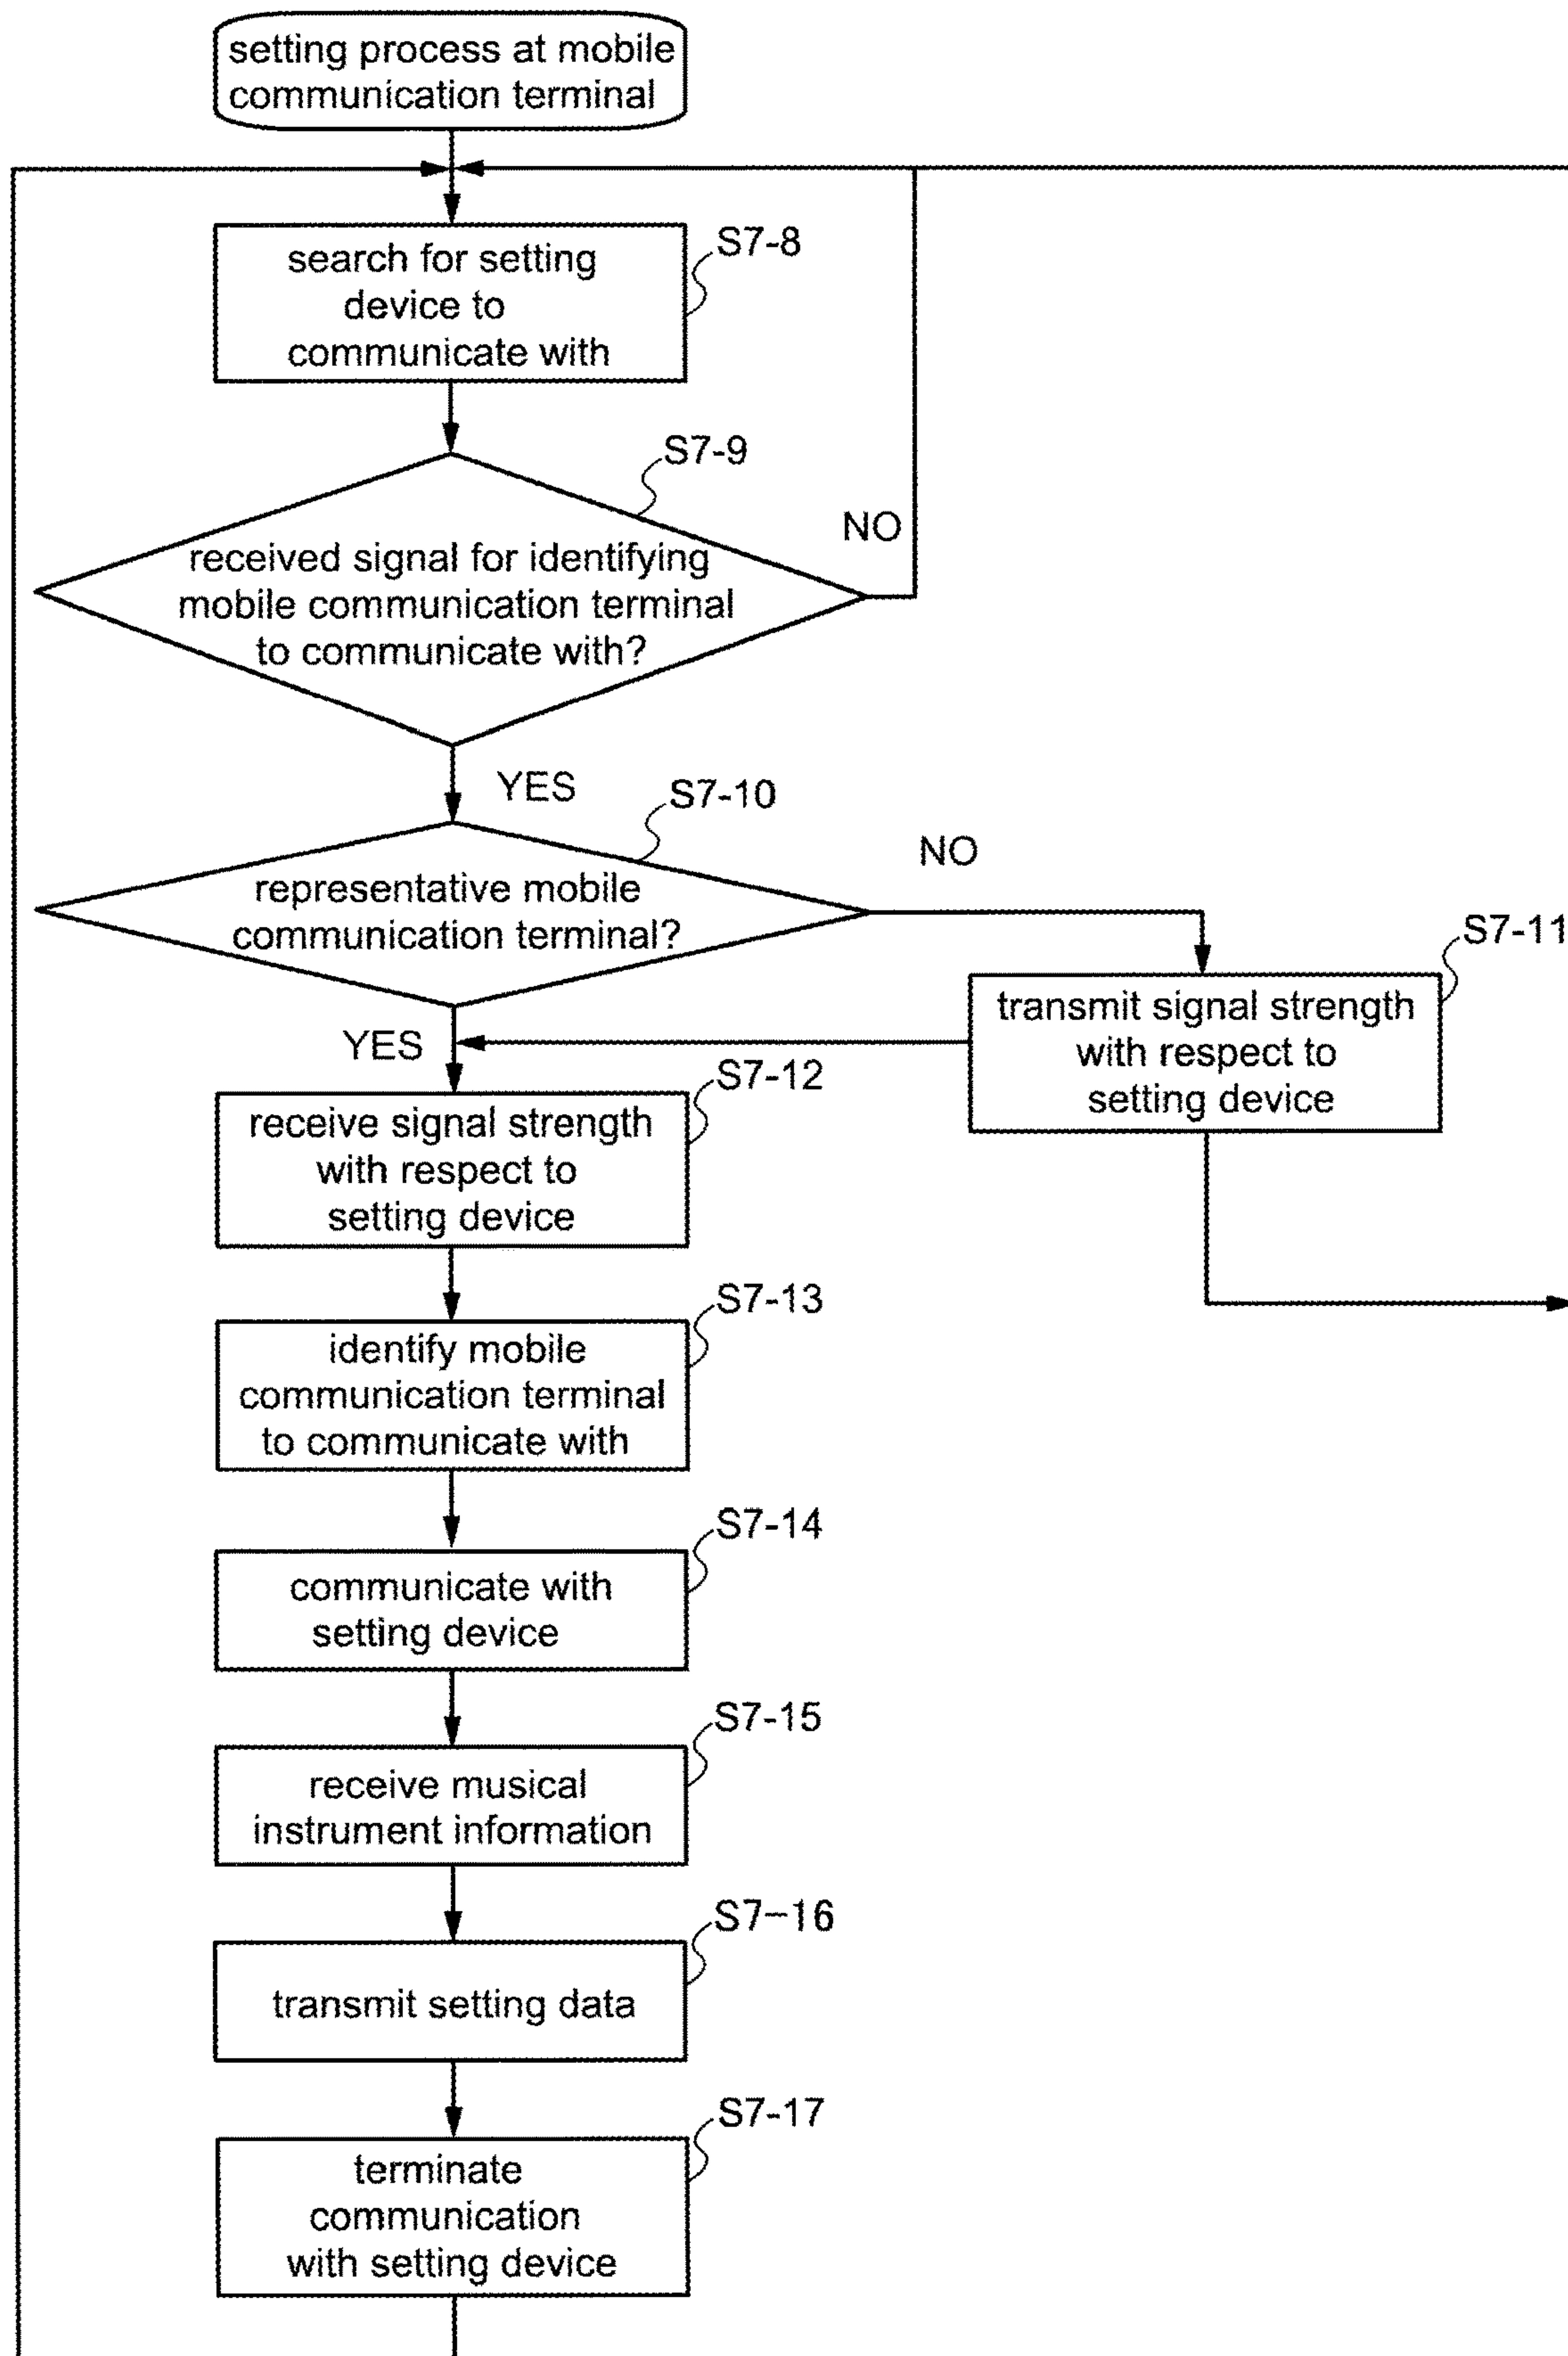 setting process at mobile
communication terminal
search for setting
device to
communicate with
S7-8
S7-9
received signal for identifying
mobile communication terminal
to communicate with?
NO
YES
S7-10
representative mobile
communication terminal?
NO
YES
S7-11
transmit signal strength
with respect to
setting device
S7-12
receive signal strength
with respect to
setting device
S7-13
identify mobile
communication terminal
to communicate with
S7-14
communicate with
setting device
S7-15
receive musical
instrument information
S7-16
transmit setting data
S7-17
terminate
communication
with setting device